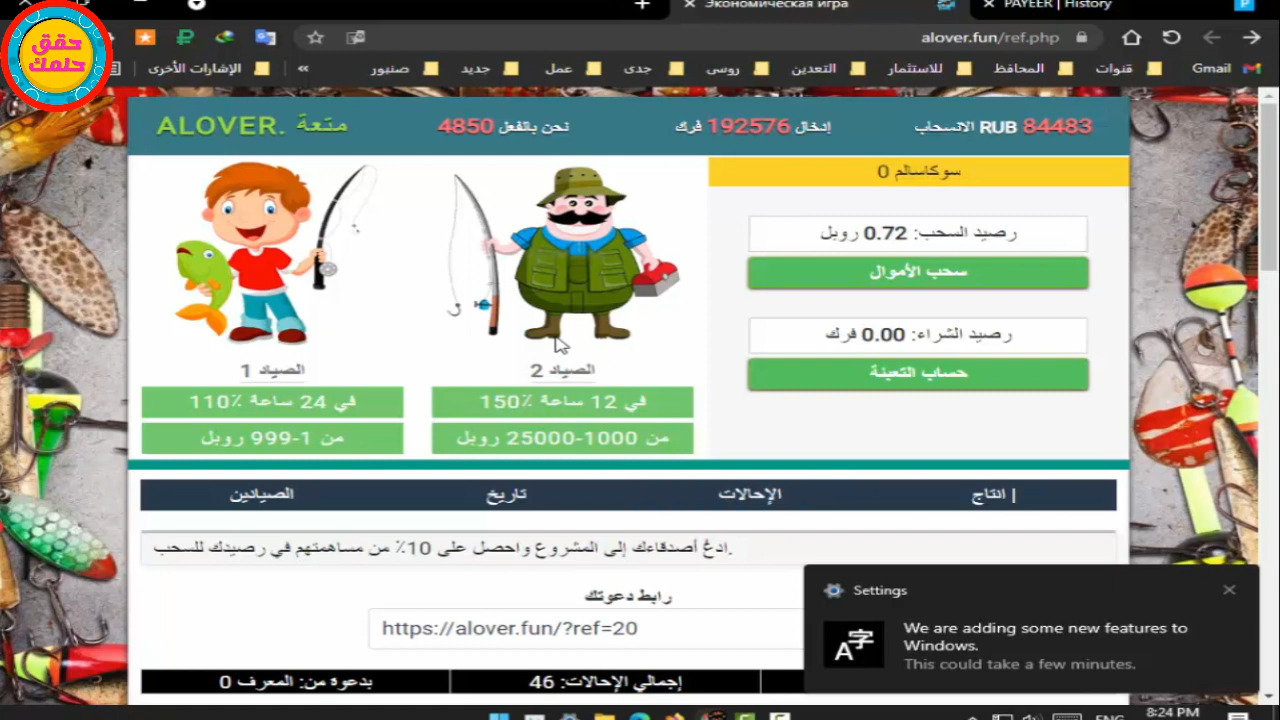 Экономическая игра
PAYEER | History
حقق
حلمك
alover.fun/ref.php
Gmail
قنوات
المحافظ
للاستثمار
التعدين
روسى
جدى
عمل
جديد
صنبور
»
الإشارات الأخرى
84483 RUB الانسحاب
إدخال 192576 فرك
نحن بالفعل 4850
ALOVER. متعة
سوكاسالم 0
رصيد السحب: 0.72 روبل
سحب الأموال
رصيد الشراء: 0.00 فرك
حساب التعبئة
الصياد 2
في 12 ساعة 150٪
من 1000-25000 روبل
الصياد 1
في 24 ساعة 110٪
من 1-999 روبل
| انتاج
الإحالات
تاريخ
الصيادين
ادعُ أصدقاءك إلى المشروع واحصل على 10٪ من مساهمتهم في رصيدك للسحب.
رابط دعوتك
https://alover.fun/?ref=20
إجمالي الإحالات: 46
بدعوة من: المعرف 0
Settings
We are adding some new features to
Windows.
This could take a few minutes.
ENG
8:24 PM